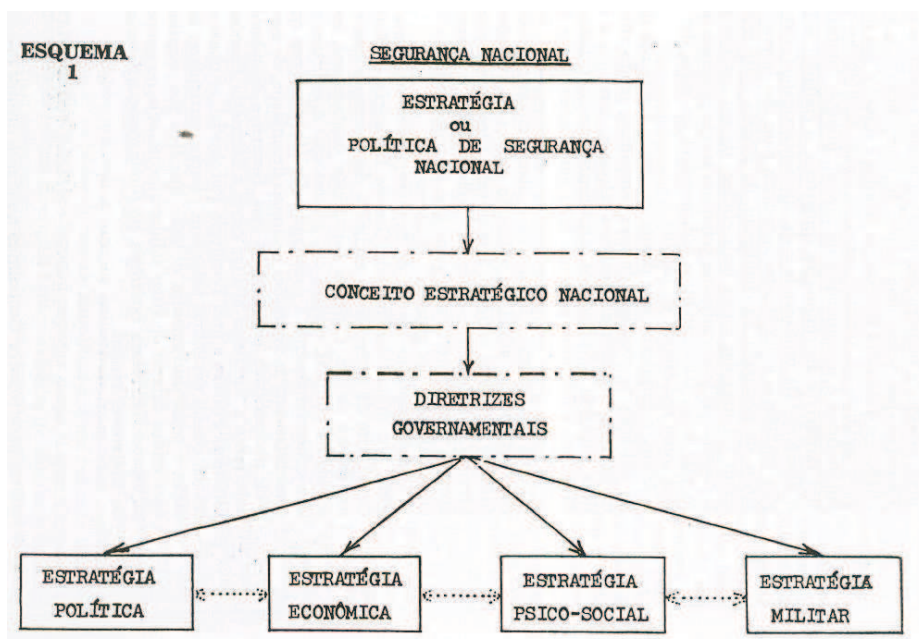 ESQUEMA
1
SEGURANÇA NACIONAL
ESTRATÉGIA
ou
POLÍTICA DE SEGURANÇA
NACIONAL
CONCEITO ESTRATÉGICO NACIONAL
DIRETRIZES
GOVERNAMENTAIS
ESTRATÉGIA
POLÍTICA
ESTRATÉGIA
ECONÔMICA
ESTRATÉGIA
PSICO-SOCIAL
ESTRATÉGIA
MILITAR